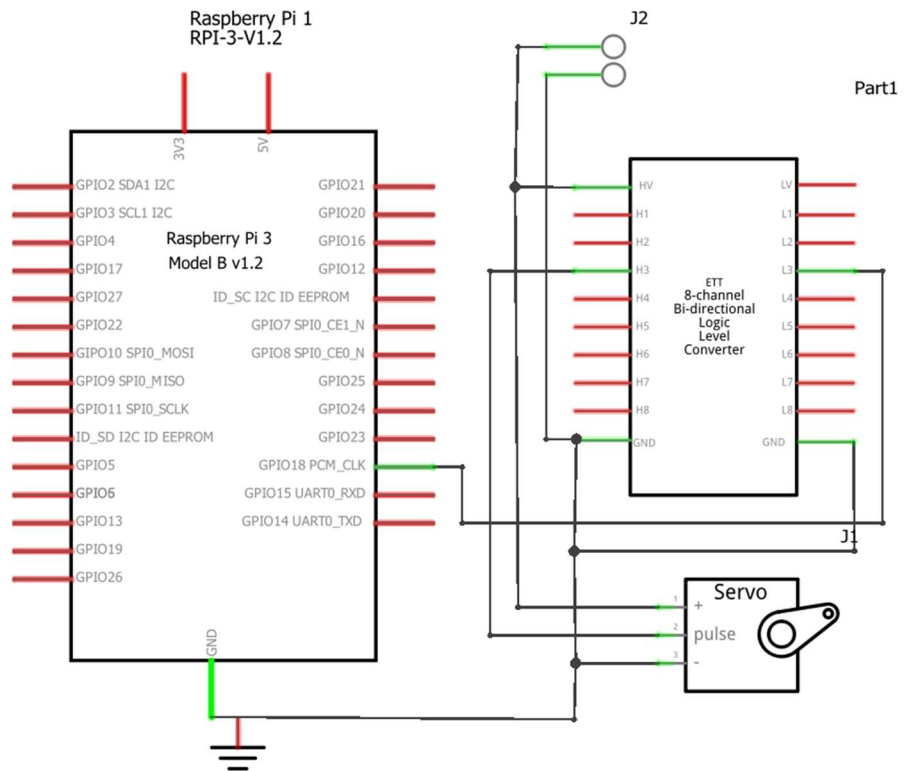 Raspberry Pi 1
RPI-3-V1.2
3V3
5V
GPIO2 SDA1 I2C
GPIO3 SCL1 I2C
GPIO4
GPIO17
GPIO27
GPIO22
GIPO10 SPI0_MOSI
GPIO9 SPI0_MISO
GPIO11 SPI0_SCLK
ID_SD I2C ID EEPROM
GPIO5
GPIO6
GPIO13
GPIO19
GPIO26
Raspberry Pi 3
Model B v1.2
GPIO21
GPIO20
GPIO16
GPIO12
ID_SC I2C ID EEPROM
GPIO7 SPI0_CE1_N
GPIO8 SPI0_CE0_N
GPIO25
GPIO24
GPIO23
GPIO18 PCM_CLK
GPIO15 UART0_RXD
GPIO14 UART0_TXD
GND
J2
Part1
HV
H1
H2
H3
H4
H5
H6
H7
H8
GND
ETT
8-channel
Bi-directional
Logic
Level
Converter
LV
L1
L2
L3
L4
L5
L6
L7
L8
GND
J1
Servo
1 +
2 pulse
3 -